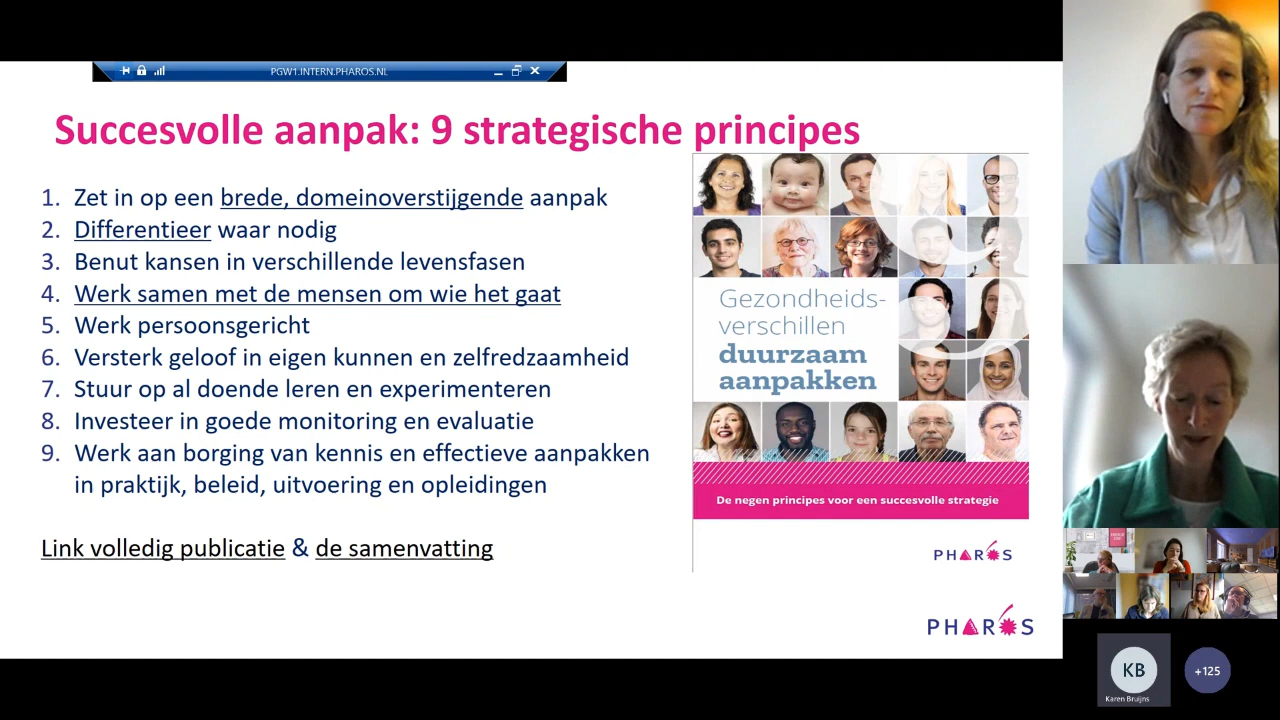 PGW1.INTERN.PHAROS.NL
Succesvolle aanpak: 9 strategische principes
1. Zet in op een brede, domeinoverstijgende aanpak
2. Differentieer waar nodig
3. Benut kansen in verschillende levensfasen
4. Werk samen met de mensen om wie het gaat
5. Werk persoonsgericht
6. Versterk geloof in eigen kunnen en zelfredzaamheid
7. Stuur op al doende leren en experimenteren
8. Investeer in goede monitoring en evaluatie
9. Werk aan borging van kennis en effectieve aanpakken
in praktijk, beleid, uitvoering en opleidingen
Link volledig publicatie & de samenvatting
9
Gezondheids-
verschillen
duurzaam
aanpakken
De negen principes voor een succesvolle strategie
PHAROS
PHAROS
KB
Karen Bruijns
+125